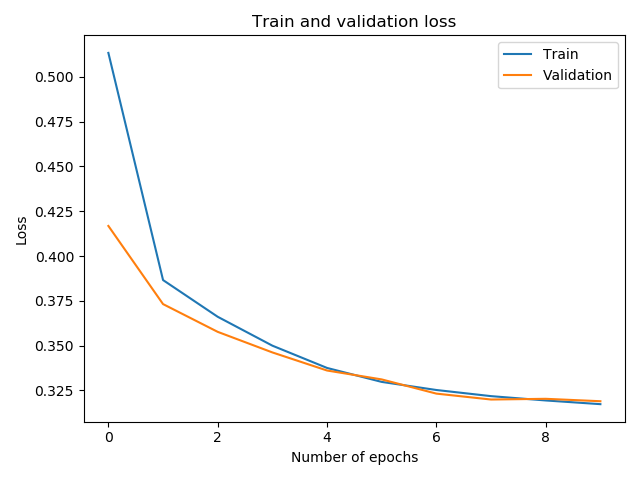 Train and validation loss
Train
Validation
0.500
0.475
0.450
0.425
0.400
0.375
0.350
0.325
Loss
0
2
4
6
8
Number of epochs